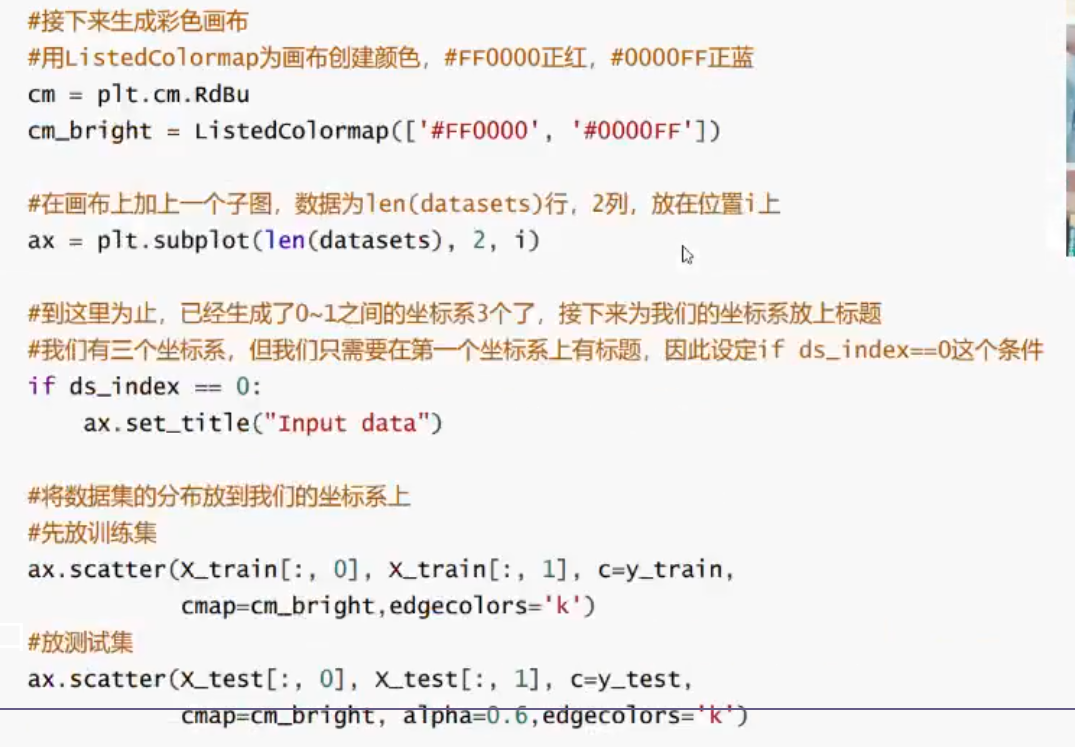 #接下来生成彩色画布
#用ListedColormap为画布创建颜色，#FF0000正红，#0000FF正蓝
cm = plt.cm.RdBu
cm_bright = ListedColormap(['#FF0000', '#0000FF'])
#在画布上加上一个子图，数据为len(datasets)行，2列，放在位置i上
ax = plt.subplot(len(datasets), 2, i)
#到这里为止，已经生成了0~1之间的坐标系3个了，接下来为我们的坐标系放上标题
#我们有三个坐标系，但我们只需要在第一个坐标系上有标题，因此设定if ds_index==0这个条件
if ds_index == 0:
    ax.set_title("Input data")
#将数据集的分布放到我们的坐标系上
#先放训练集
ax.scatter(X_train[:, 0], X_train[:, 1], c=y_train,
           cmap=cm_bright,edgecolors='k')
#放测试集
ax.scatter(X_test[:, 0], X_test[:, 1], c=y_test,
           cmap=cm_bright, alpha=0.6,edgecolors='k')